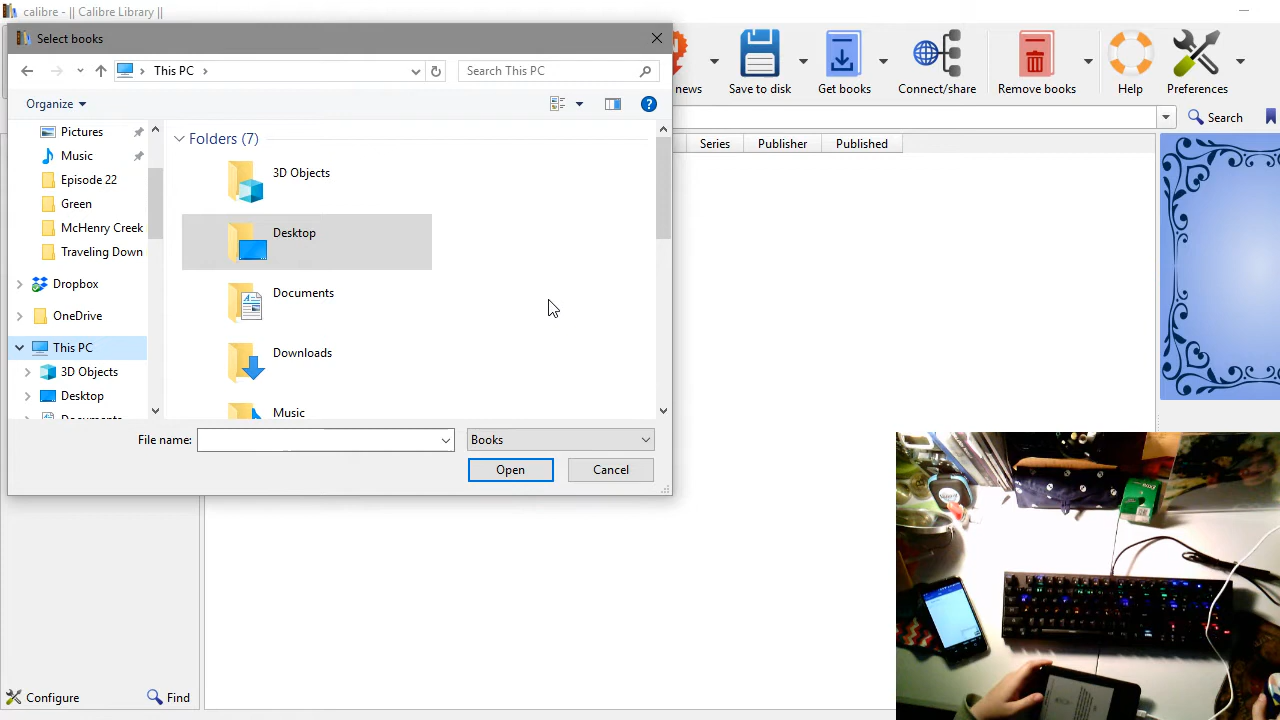 calibre - || Calibre Library ||
Select books
This PC
Search This PC
Organize
Pictures
Music
Episode 22
Green
McHenry Creek
Traveling Down
Dropbox
OneDrive
This PC
3D Objects
Desktop
Folders (7)
3D Objects
Desktop
Documents
Downloads
Music
File name:
Books
Open
Cancel
news
Save to disk
Get books
Connect/share
Remove books
Help
Preferences
Search
Series
Publisher
Published
Configure
Find